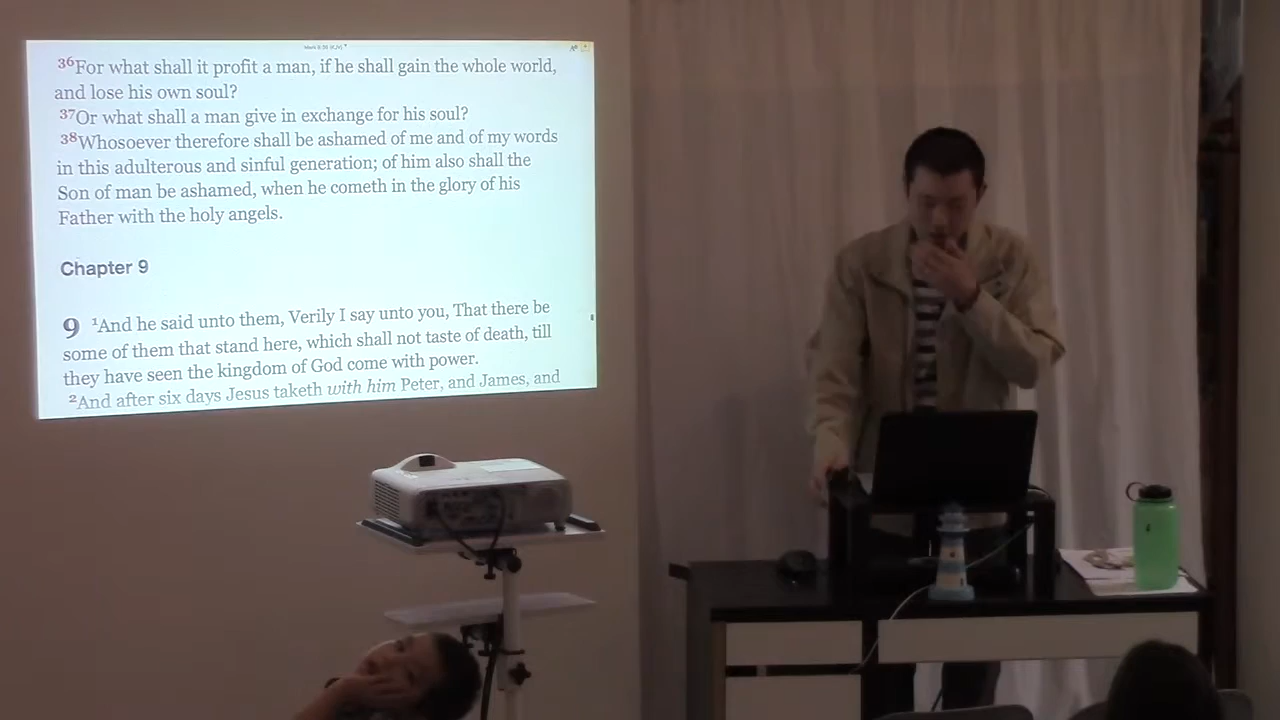 ³⁶For what shall it profit a man, if he shall gain the whole world,
and lose his own soul?
³⁷Or what shall a man give in exchange for his soul?
³⁸Whosoever therefore shall be ashamed of me and of my words
in this adulterous and sinful generation; of him also shall the
Son of man be ashamed, when he cometh in the glory of his
Father with the holy angels.
Chapter 9
9 ¹And he said unto them, Verily I say unto you, That there be
some of them that stand here, which shall not taste of death, till
they have seen the kingdom of God come with power.
²And after six days Jesus taketh with him Peter, and James, and